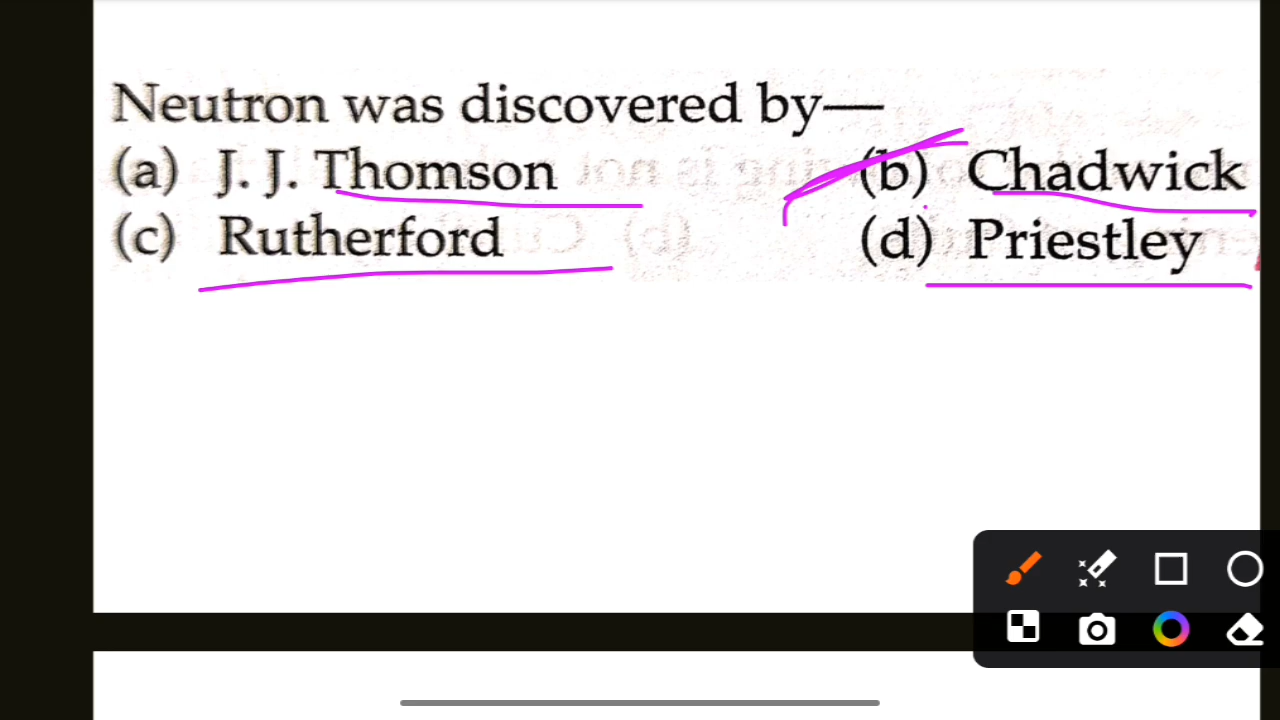 Neutron was discovered by—
(a) J. J. Thomson (b) Chadwick
(c) Rutherford (d) Priestley